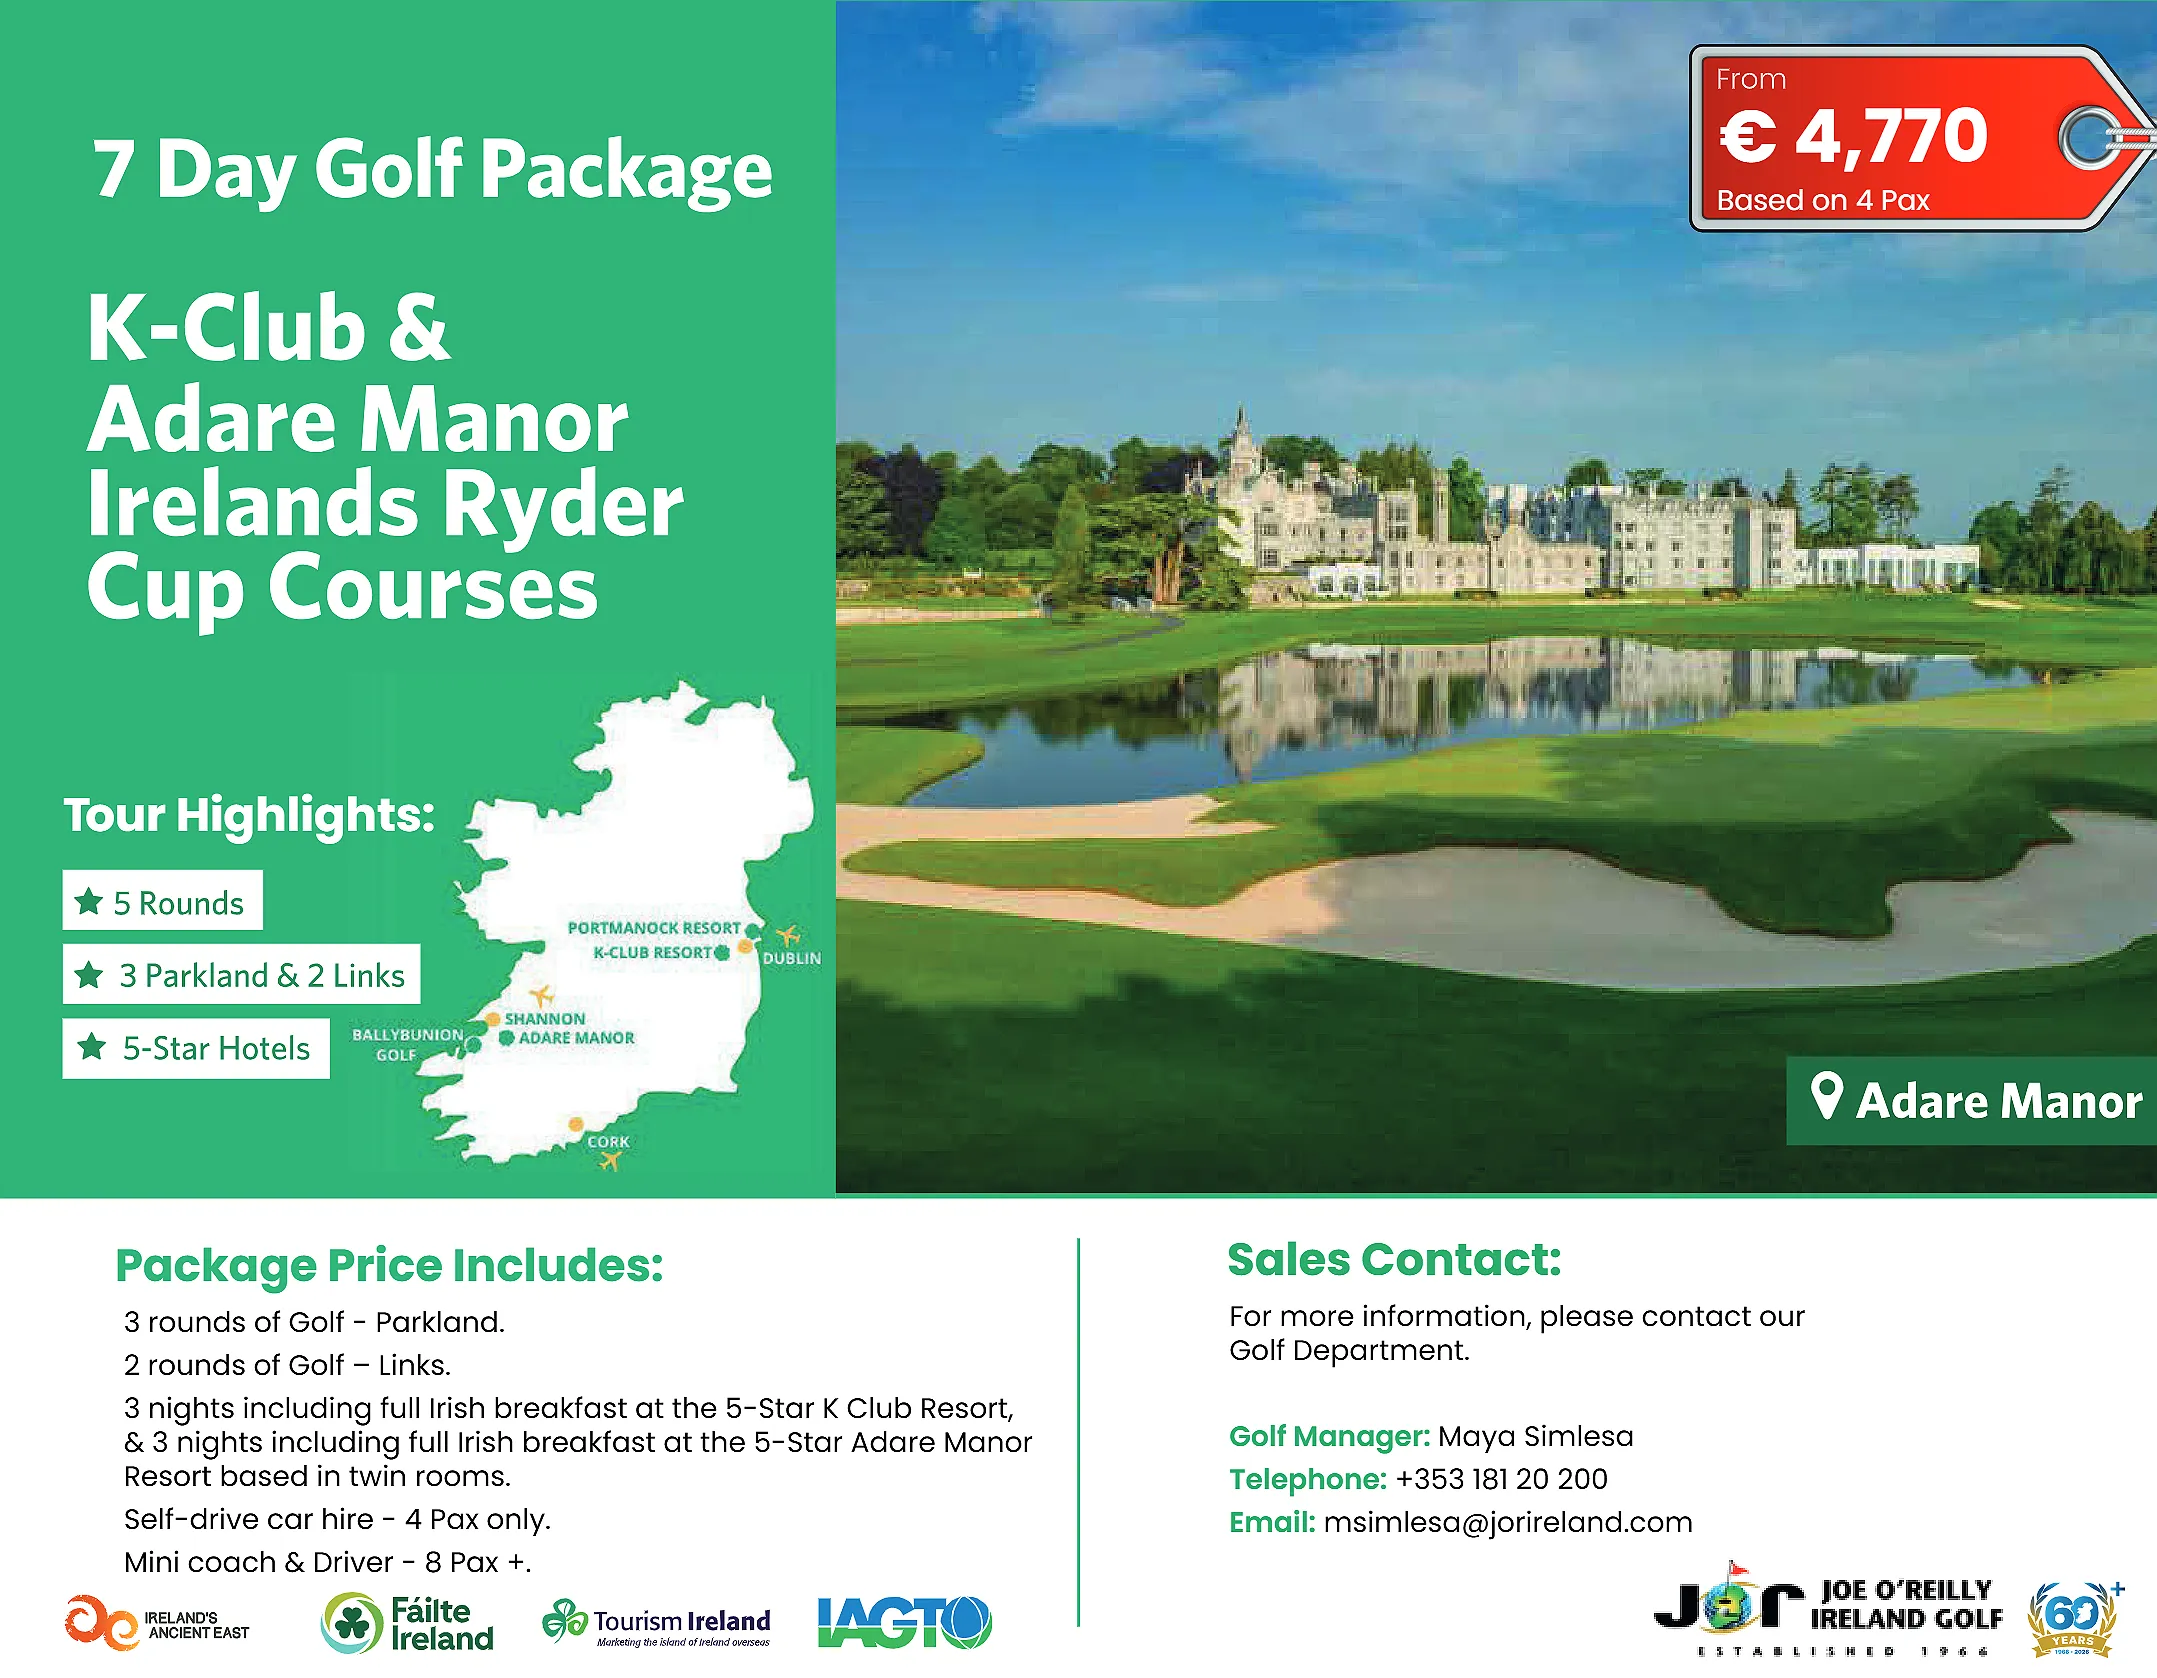 7 Day Golf Package
K-Club &
Adare Manor
Irelands Ryder
Cup Courses
From
€ 4,770
Based on 4 Pax
Tour Highlights:
★ 5 Rounds
★ 3 Parkland & 2 Links
★ 5-Star Hotels
PORTMANOCK RESORT
K-CLUB RESORT
DUBLIN
SHANNON
ADARE MANOR
BALLYBUNION
GOLF
CORK
Adare Manor
Package Price Includes:
3 rounds of Golf - Parkland.
2 rounds of Golf – Links.
3 nights including full Irish breakfast at the 5-Star K Club Resort,
& 3 nights including full Irish breakfast at the 5-Star Adare Manor
Resort based in twin rooms.
Self-drive car hire - 4 Pax only.
Mini coach & Driver - 8 Pax +.
Sales Contact:
For more information, please contact our
Golf Department.
Golf Manager: Maya Simlesa
Telephone: +353 181 20 200
Email: msimlesa@jorireland.com
IRELAND'S
ANCIENT EAST
Fáilte
Ireland
Tourism Ireland
Marketing the island of Ireland overseas
IAGTO
JOR
JOE O'REILLY
IRELAND GOLF
ESTABLISHED 1966
60+
YEARS
1966 - 2026